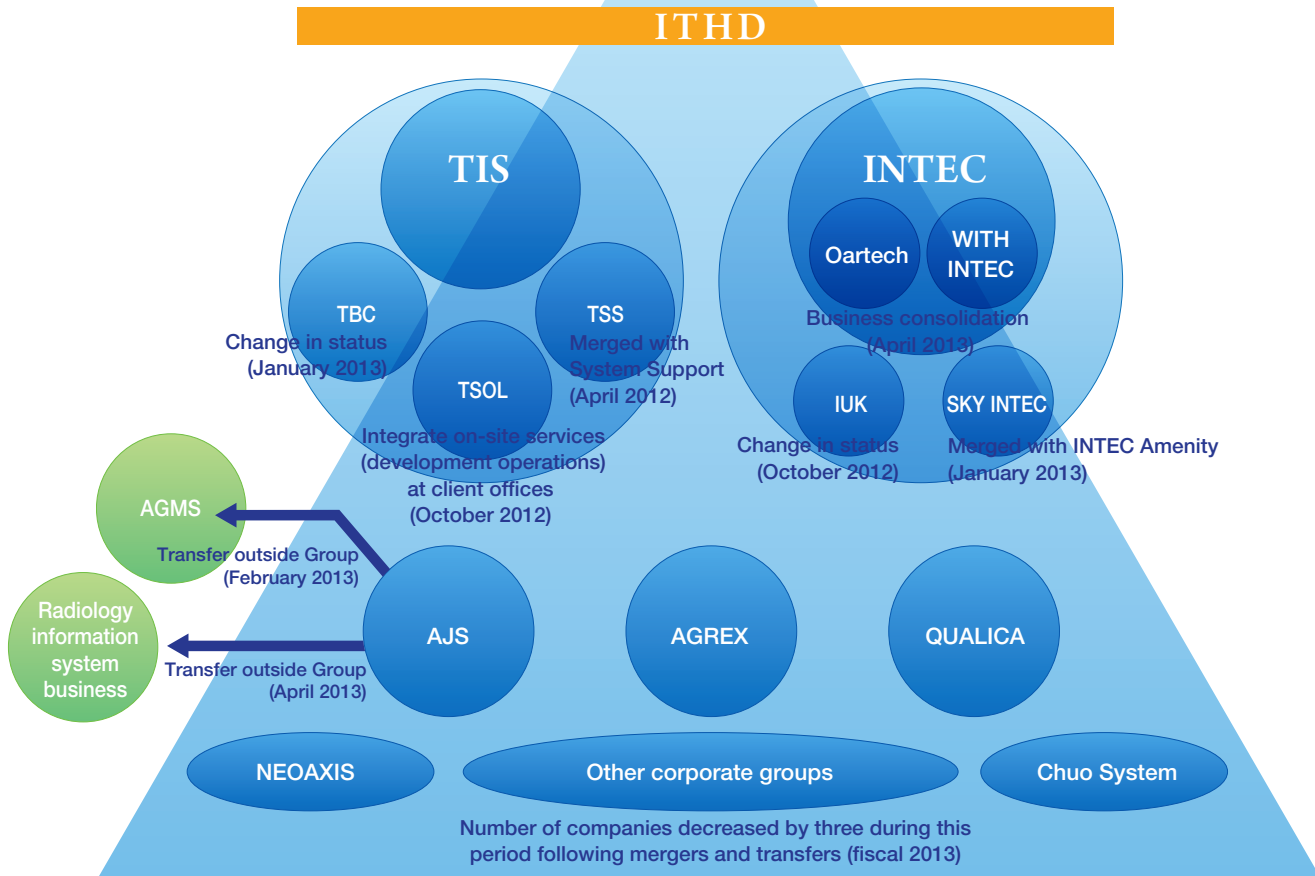 ITHD
TIS
TBC
Change in status
(January 2013)
TSS
Merged with
System Support
(April 2012)
TSOL
Integrate on-site services
(development operations)
at client offices
(October 2012)
INTEC
Oartech
WITH
INTEC
Business consolidation
(April 2013)
IUK
Change in status
(October 2012)
SKY INTEC
Merged with INTEC Amenity
(January 2013)
AGMS
Transfer outside Group
(February 2013)
Radiology
information
system
business
Transfer outside Group
(April 2013)
AJS
AGREX
QUALICA
NEOAXIS
Other corporate groups
Chuo System
Number of companies decreased by three during this
period following mergers and transfers (fiscal 2013)